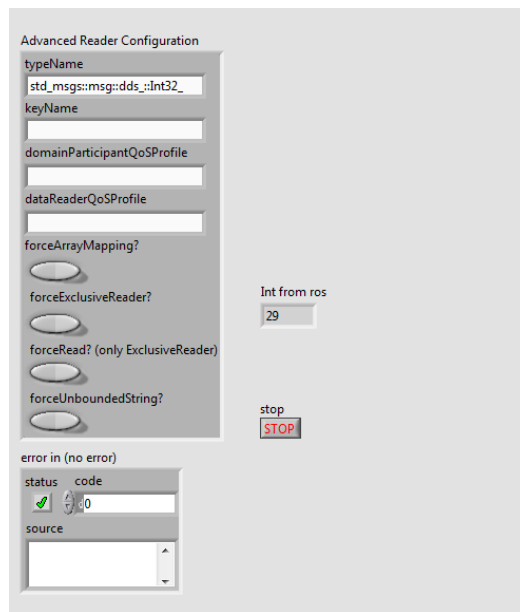 Advanced Reader Configuration
typeName
std_msgs::msg::dds_::Int32_
keyName
domainParticipantQoSProfile
dataReaderQoSProfile
forceArrayMapping?
forceExclusiveReader?
Int from ros
29
forceRead? (only ExclusiveReader)
forceUnboundedString?
stop
STOP
error in (no error)
status code
d0
source